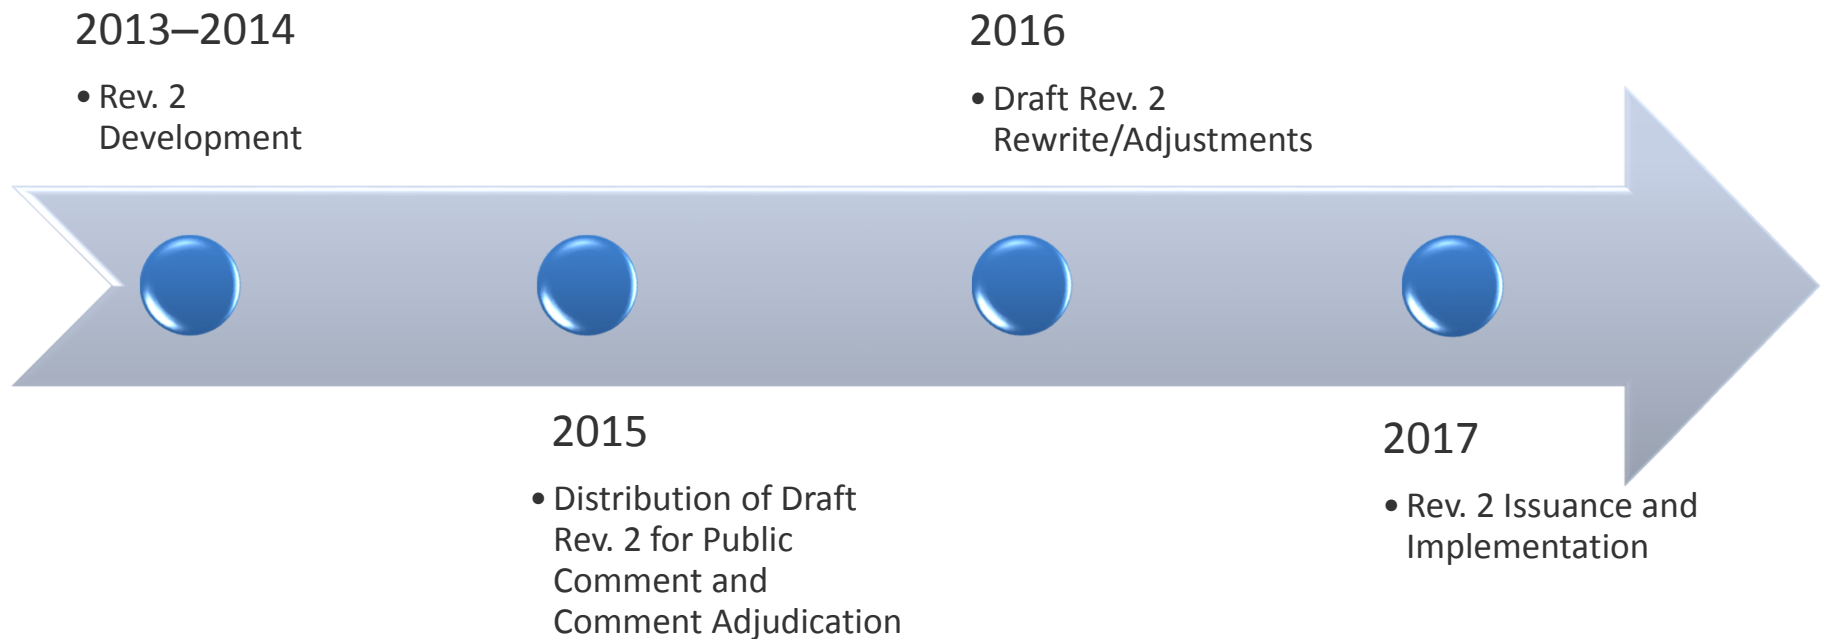 2013–2014
• Rev. 2
Development
2015
• Distribution of Draft
Rev. 2 for Public
Comment and
Comment Adjudication
2016
• Draft Rev. 2
Rewrite/Adjustments
2017
• Rev. 2 Issuance and
Implementation